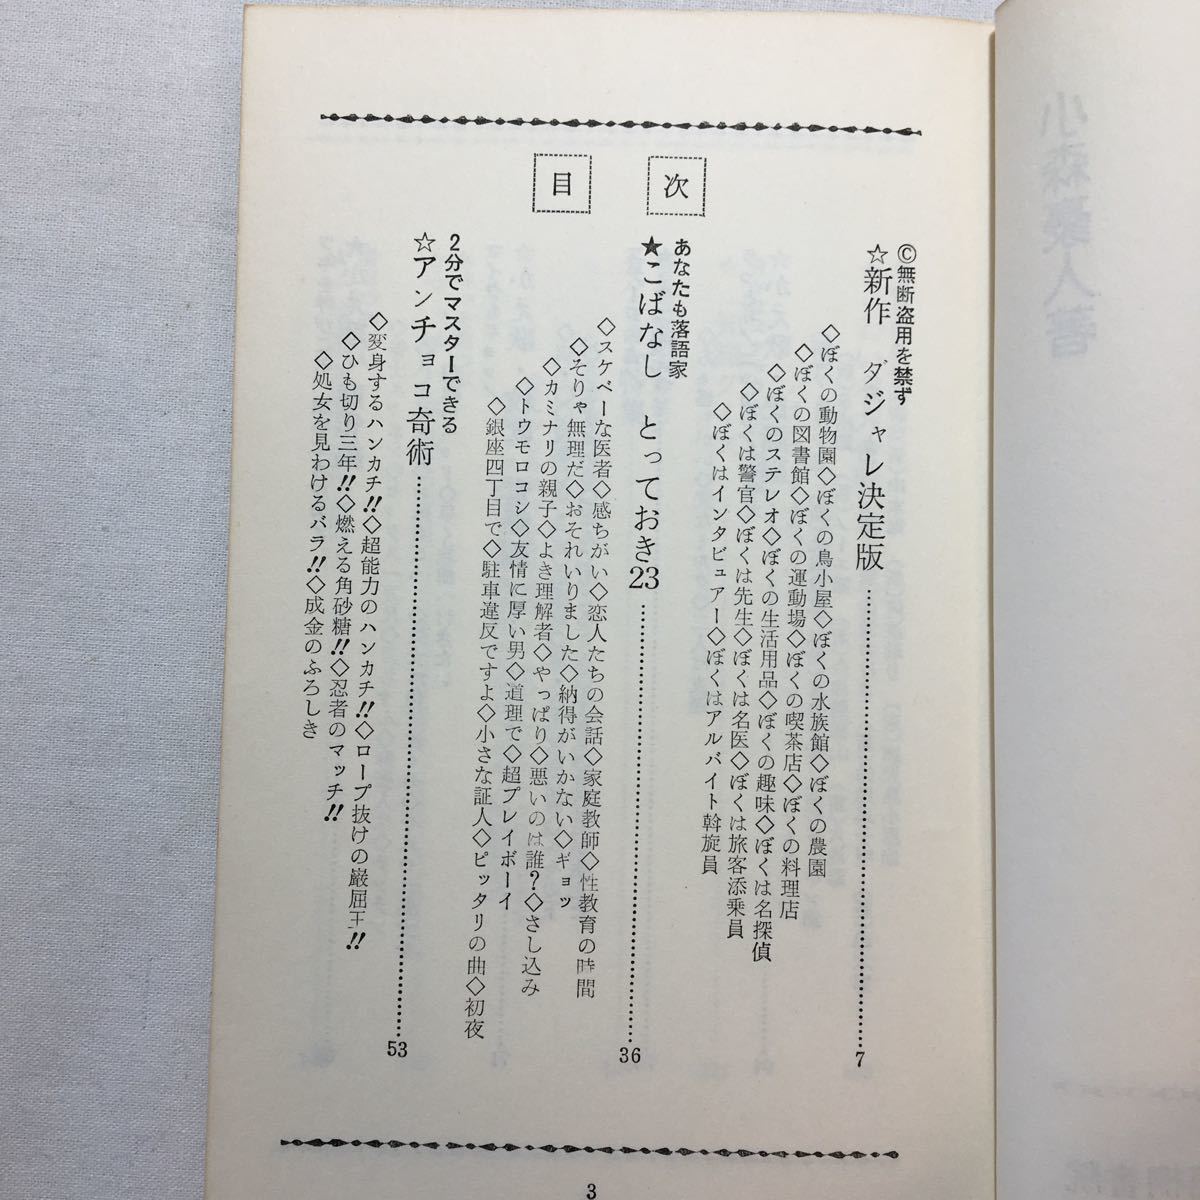 目次
©無断盗用を禁ず
☆新作　ダジャレ決定版……7
◇ぼくの動物園◇ぼくの鳥小屋◇ぼくの水族館◇ぼくの農園
◇ぼくの図書館◇ぼくの運動場◇ぼくの喫茶店◇ぼくの料理店
◇ぼくのステレオ◇ぼくの生活用品◇ぼくの趣味◇ぼくは名探偵
◇ぼくは警官◇ぼくは先生◇ぼくは名医◇ぼくは旅客添乗員
◇ぼくはインタビュアー◇ぼくはアルバイト斡旋員
あなたも落語家
★こばなし　とっておき23……36
◇スケベーな医者◇感ちがい◇恋人たちの会話◇家庭教師◇性教育の時間
◇そりゃ無理だ◇おそれいりました◇納得がいかない◇ギョッ
◇カミナリの親子◇よき理解者◇やっぱり◇悪いのは誰?◇さし込み
◇トウモロコシ◇友情に厚い男◇道理で◇超プレイボーイ
◇銀座四丁目で◇駐車違反ですよ◇小さな証人◇ピッタリの曲◇初夜
2分でマスターできる
☆アンチョコ奇術……53
◇変身するハンカチ!!◇超能力のハンカチ!!◇ロープ抜けの巌屈王!!
◇ひも切り三年!!◇燃える角砂糖!!◇忍者のマッチ!!
◇処女を見わけるバラ!!◇成金のふろしき
3